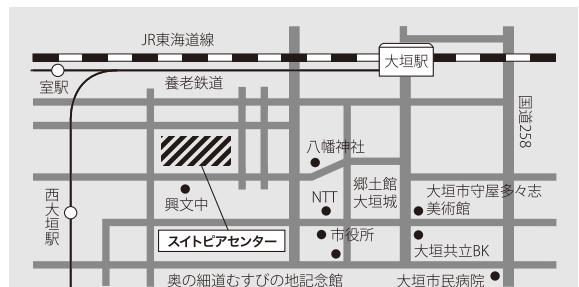 JR東海道線
大垣駅
室駅
養老鉄道
国道258
八幡神社
郷土館
大垣城
大垣市守屋多々志
美術館
興文中
NTT
西大垣駅
市役所
スイトピアセンター
大垣共立BK
奥の細道むすびの地記念館
大垣市民病院